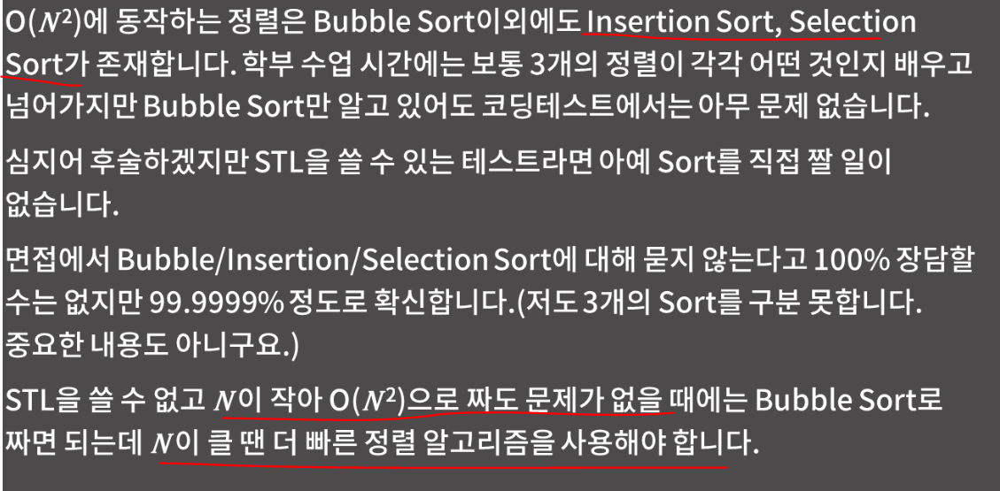 O(N²)에 동작하는 정렬은 Bubble Sort이외에도 Insertion Sort, Selection
Sort가 존재합니다. 학부 수업 시간에는 보통 3개의 정렬이 각각 어떤 것인지 배우고
넘어가지만 Bubble Sort만 알고 있어도 코딩테스트에서는 아무 문제 없습니다.
심지어 후술하겠지만 STL을 쓸 수 있는 테스트라면 아예 Sort를 직접 짤 일이
없습니다.
면접에서 Bubble/Insertion/Selection Sort에 대해 묻지 않는다고 100% 장담할
수는 없지만 99.9999% 정도로 확신합니다.(저도 3개의 Sort를 구분 못합니다.
중요한 내용도 아니구요.)
STL을 쓸 수 없고 N이 작아 O(N²)으로 짜도 문제가 없을 때에는 Bubble Sort로
짜면 되는데 N이 클 땐 더 빠른 정렬 알고리즘을 사용해야 합니다.